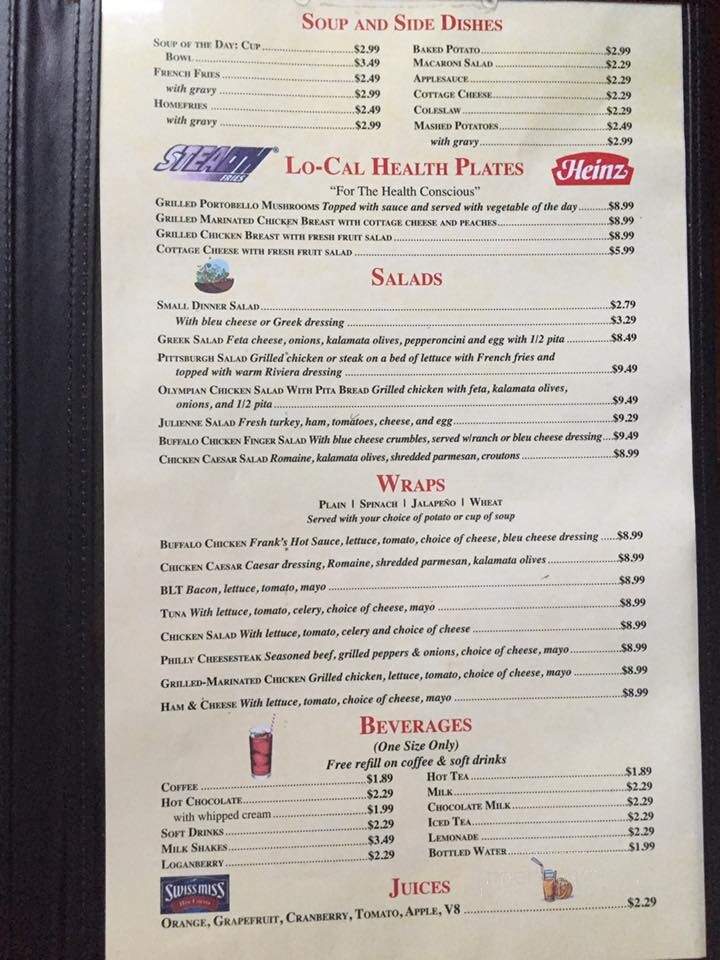 SOUP AND SIDE DISHES
SOUP OF THE DAY: CUP $2.99
BOWL $3.49
FRENCH FRIES $2.49
with gravy $2.99
HOMEFRIES $2.49
with gravy $2.99
BAKED POTATO $2.99
MACARONI SALAD $2.29
APPLESAUCE $2.29
COTTAGE CHEESE $2.29
COLESLAW $2.29
MASHED POTATOES $2.49
with gravy $2.99
STEALTH® FRIES
LO-CAL HEALTH PLATES
Heinz
"For The Health Conscious"
GRILLED PORTOBELLO MUSHROOMS Topped with sauce and served with vegetable of the day $8.99
GRILLED MARINATED CHICKEN BREAST WITH COTTAGE CHEESE AND PEACHES $8.99
GRILLED CHICKEN BREAST WITH FRESH FRUIT SALAD $8.99
COTTAGE CHEESE WITH FRESH FRUIT SALAD $5.99
SALADS
SMALL DINNER SALAD $2.79
With bleu cheese or Greek dressing $3.29
GREEK SALAD Feta cheese, onions, kalamata olives, pepperoncini and egg with 1/2 pita $8.49
PITTSBURGH SALAD Grilled chicken or steak on a bed of lettuce with French fries and
topped with warm Riviera dressing $9.49
OLYMPIAN CHICKEN SALAD WITH PITA BREAD Grilled chicken with feta, kalamata olives,
onions, and 1/2 pita $9.49
JULIENNE SALAD Fresh turkey, ham, tomatoes, cheese, and egg $9.29
BUFFALO CHICKEN FINGER SALAD With blue cheese crumbles, served w/ranch or bleu cheese dressing $9.49
CHICKEN CAESAR SALAD Romaine, kalamata olives, shredded parmesan, croutons $8.99
WRAPS
PLAIN | SPINACH | JALAPEÑO | WHEAT
Served with your choice of potato or cup of soup
BUFFALO CHICKEN Frank's Hot Sauce, lettuce, tomato, choice of cheese, bleu cheese dressing $8.99
CHICKEN CAESAR Caesar dressing, Romaine, shredded parmesan, kalamata olives $8.99
BLT Bacon, lettuce, tomato, mayo $8.99
TUNA With lettuce, tomato, celery, choice of cheese, mayo $8.99
CHICKEN SALAD With lettuce, tomato, celery and choice of cheese $8.99
PHILLY CHEESESTEAK Seasoned beef, grilled peppers & onions, choice of cheese, mayo $8.99
GRILLED-MARINATED CHICKEN Grilled chicken, lettuce, tomato, choice of cheese, mayo $8.99
HAM & CHEESE With lettuce, tomato, choice of cheese, mayo $8.99
BEVERAGES
(One Size Only)
Free refill on coffee & soft drinks
COFFEE $1.89
HOT CHOCOLATE $2.29
with whipped cream $1.99
SOFT DRINKS $2.29
MILK SHAKES $3.49
LOGANBERRY $2.29
HOT TEA $1.89
MILK $2.29
CHOCOLATE MILK $2.29
ICED TEA $2.29
LEMONADE $2.29
BOTTLED WATER $1.99
SWISS MISS
Hot Cocoa
JUICES
ORANGE, GRAPEFRUIT, CRANBERRY, TOMATO, APPLE, V8 $2.29